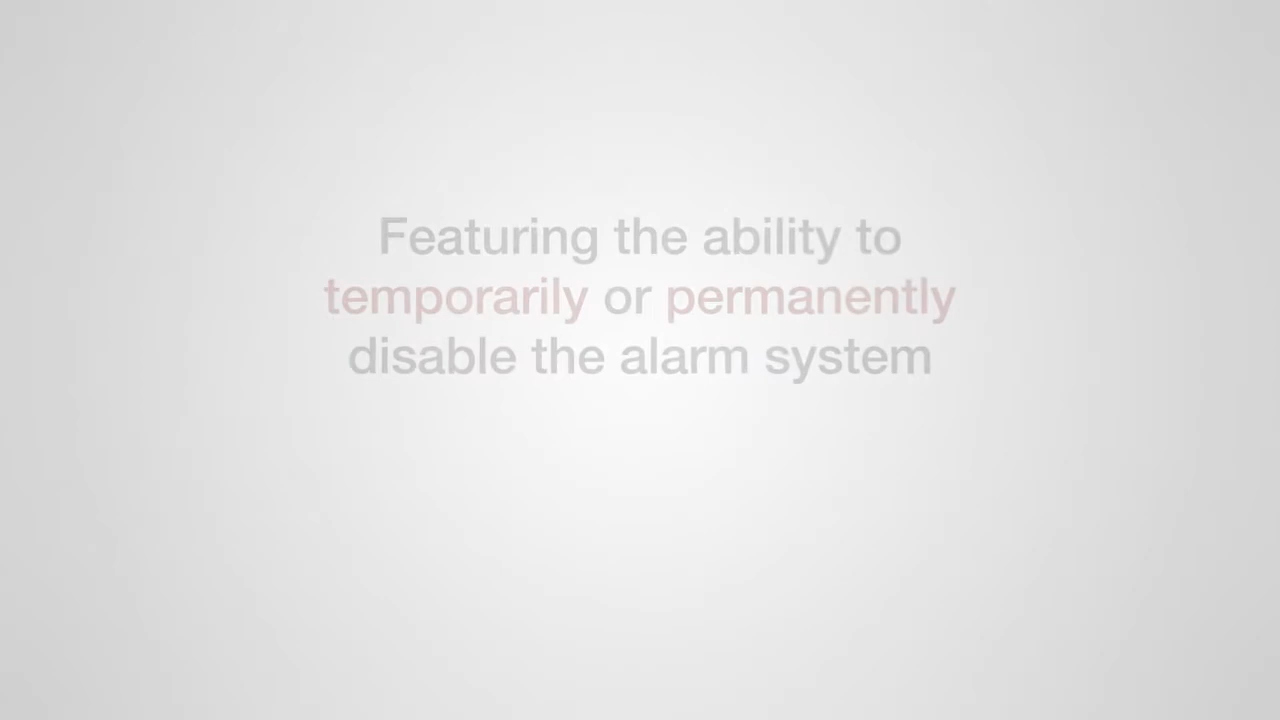 Featuring the ability to
temporarily or permanently
disable the alarm system